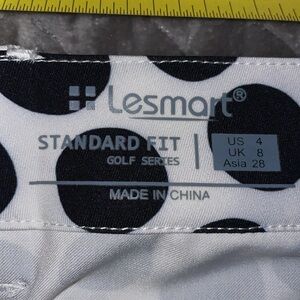 Lesmart®
STANDARD FIT
GOLF SERIES
US 4
UK 8
Asia 28
MADE IN CHINA